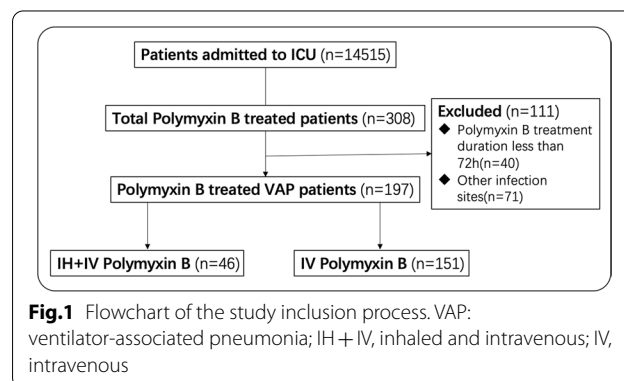 Patients admitted to ICU (n=14515)
Total Polymyxin B treated patients (n=308)
Excluded (n=111)
◆ Polymyxin B treatment
duration less than
72h(n=40)
◆ Other infection
sites(n=71)
Polymyxin B treated VAP patients (n=197)
IH+IV Polymyxin B (n=46)
IV Polymyxin B (n=151)
Fig.1 Flowchart of the study inclusion process. VAP:
ventilator-associated pneumonia; IH + IV, inhaled and intravenous; IV,
intravenous